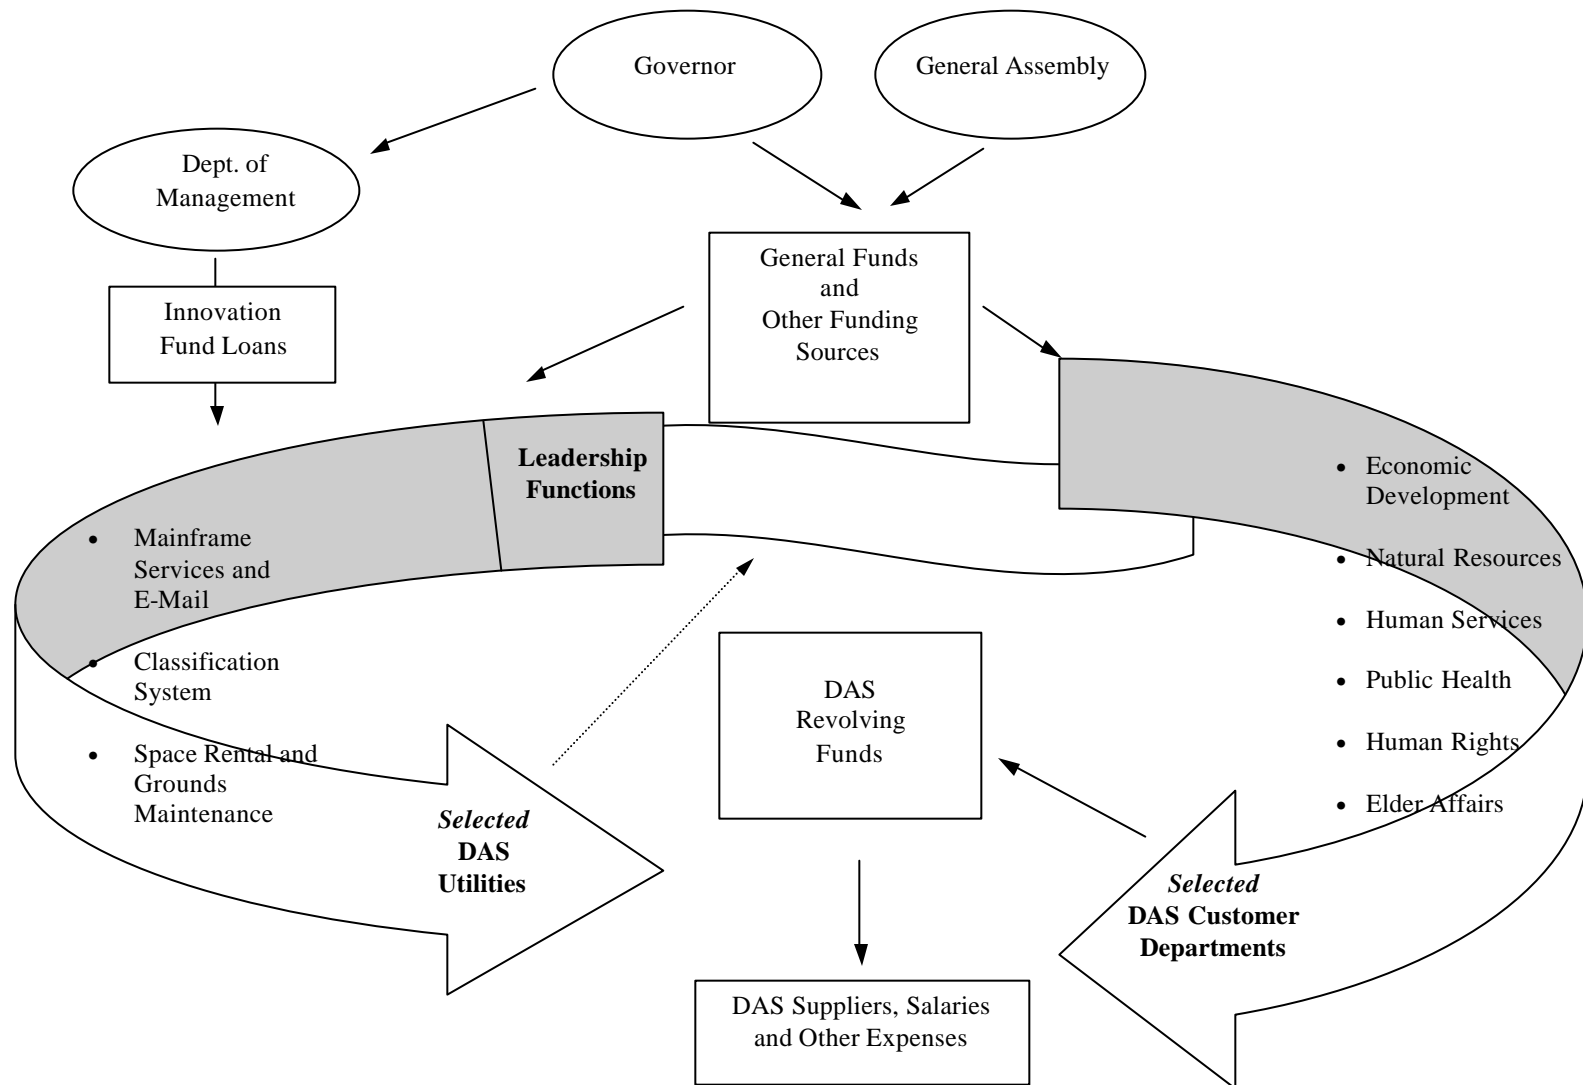 Governor
General Assembly
Dept. of
Management
General Funds
and
Other Funding
Sources
Innovation
Fund Loans
Leadership
Functions
• Mainframe
Services and
E-Mail
• Classification
System
• Space Rental and
Grounds
Maintenance
Selected
DAS
Utilities
DAS
Revolving
Funds
• Economic
Development
• Natural Resources
• Human Services
• Public Health
• Human Rights
• Elder Affairs
Selected
DAS Customer
Departments
DAS Suppliers, Salaries
and Other Expenses